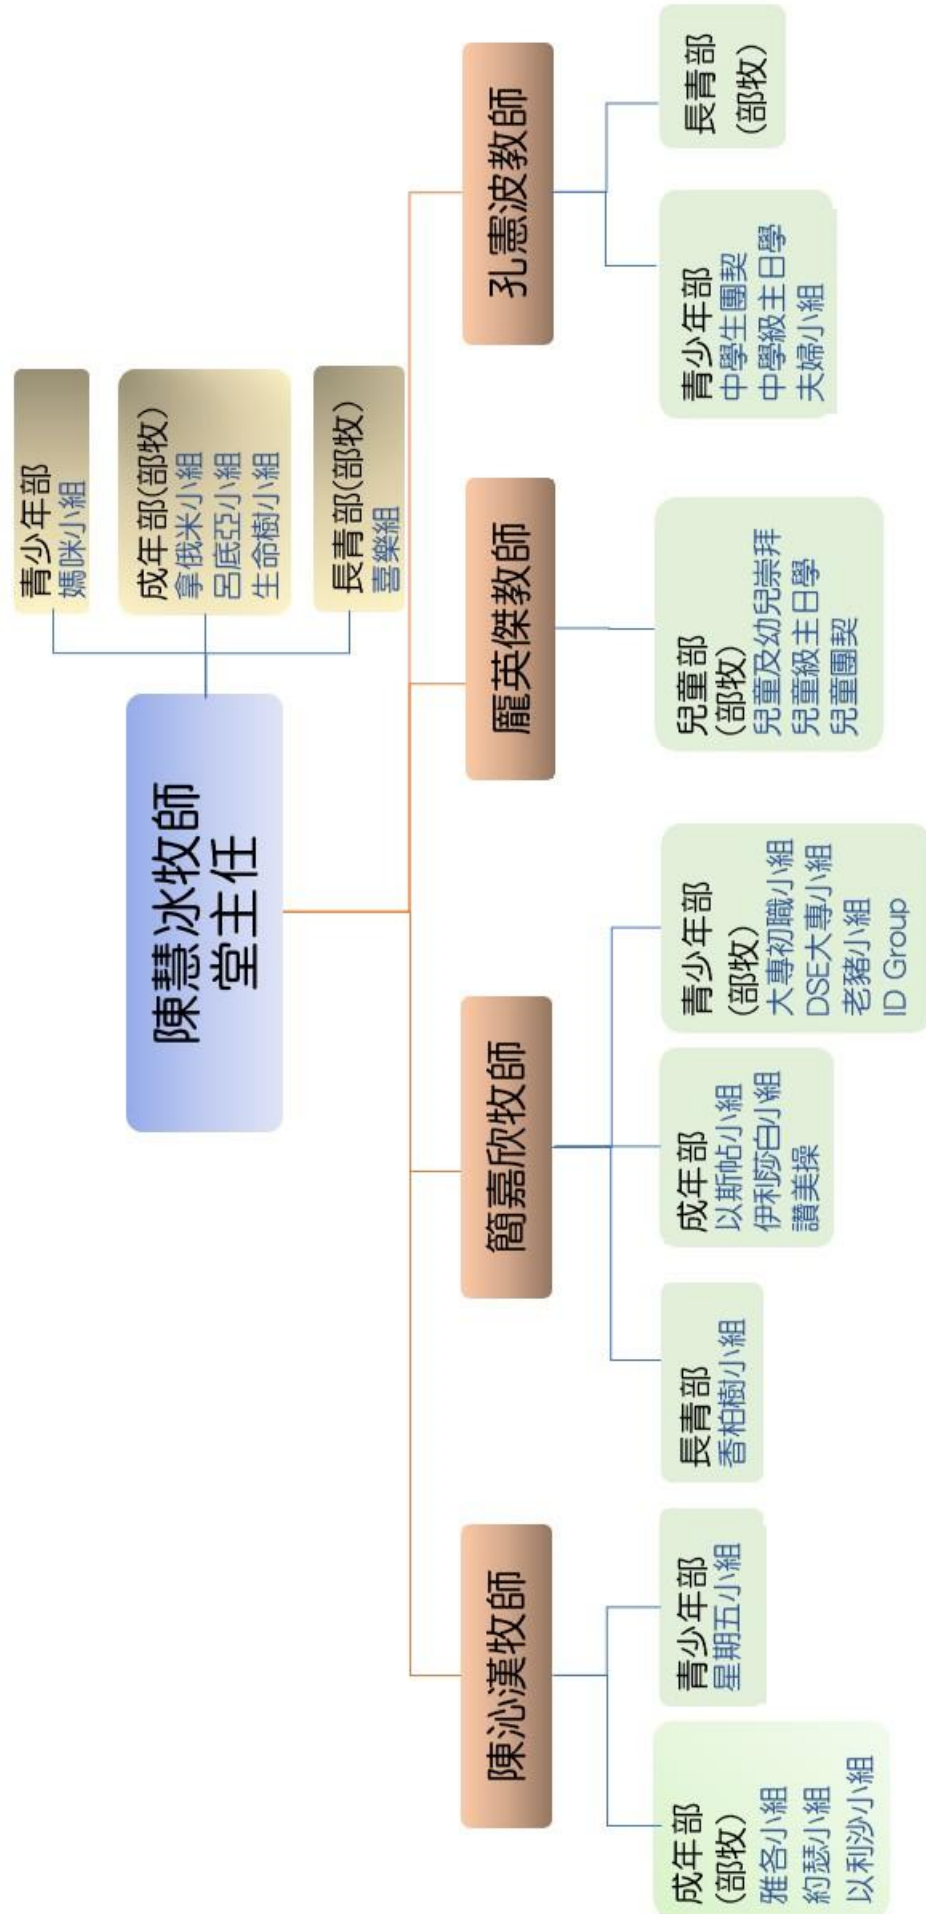 陳慧冰牧師
堂主任
青少年部
媽咪小組
成年部(部牧)
拿俄米小組
呂底亞小組
生命樹小組
長青部(部牧)
喜樂組
陳沁漢牧師
簡嘉欣牧師
龐英傑教師
孔憲波教師
成年部
(部牧)
雅各小組
約瑟小組
以利沙小組
青少年部
星期五小組
長青部
香柏樹小組
成年部
以斯帖小組
伊利莎白小組
讚美操
青少年部
(部牧)
大專初職小組
DSE大專小組
老豬小組
ID Group
兒童部
(部牧)
兒童及幼兒崇拜
兒童級主日學
兒童團契
青少年部
中學生團契
中學級主日學
夫婦小組
長青部
(部牧)